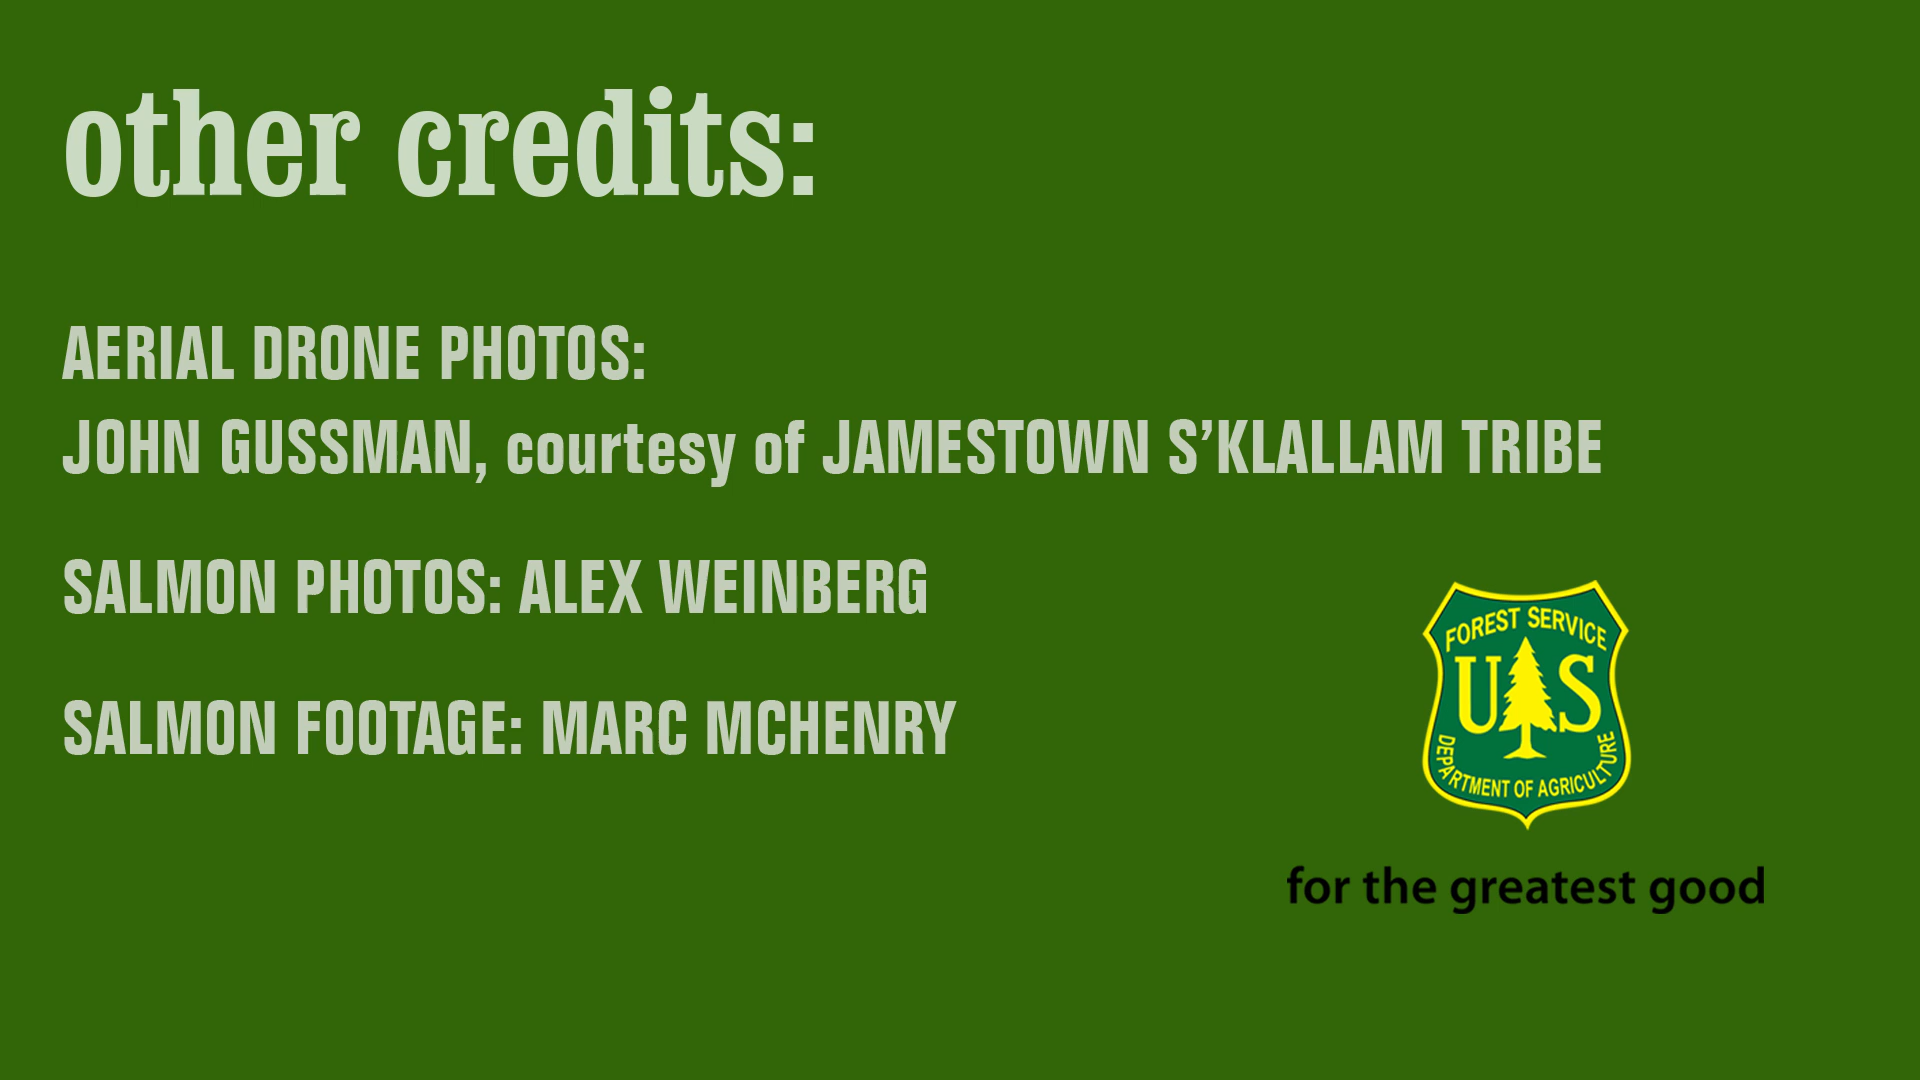 other credits:
AERIAL DRONE PHOTOS:
JOHN GUSSMAN, courtesy of JAMESTOWN S’KLALLAM TRIBE
SALMON PHOTOS: ALEX WEINBERG
SALMON FOOTAGE: MARC MCHENRY
FOREST SERVICE
U S
DEPARTMENT OF AGRICULTURE
for the greatest good